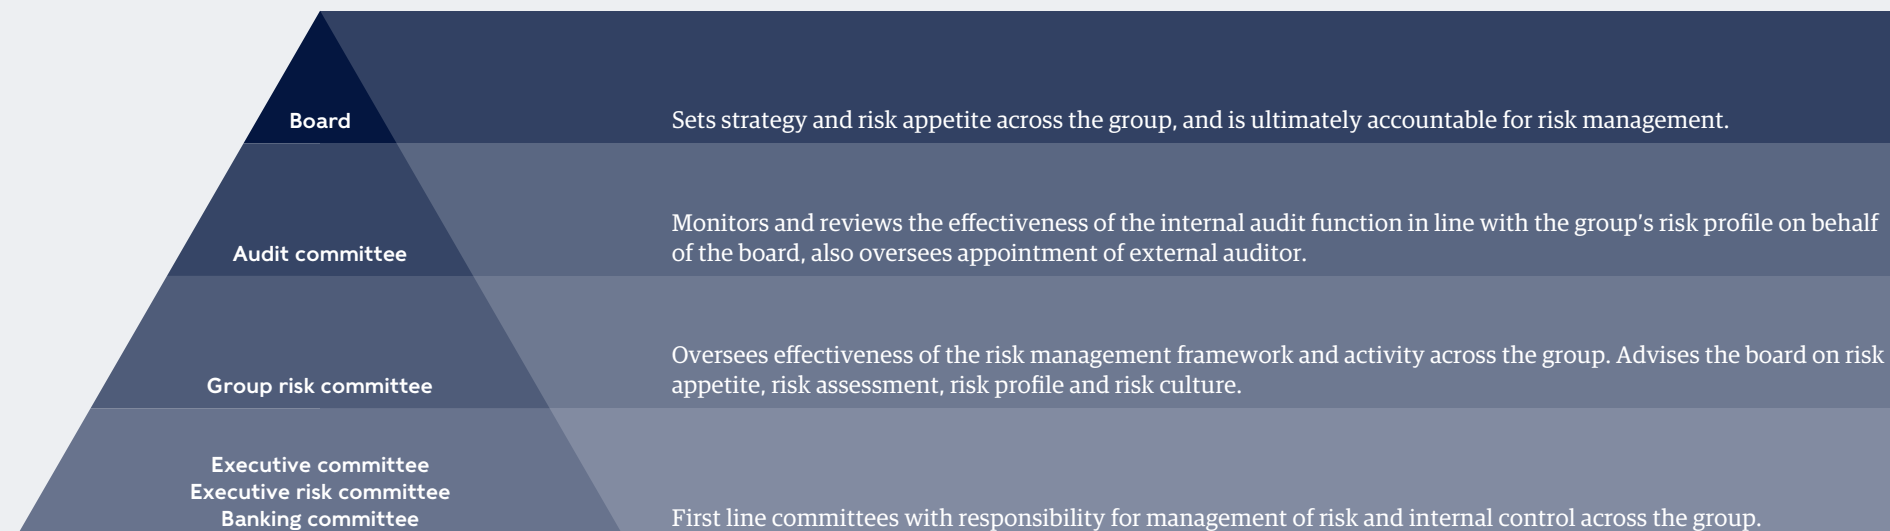 Board
Sets strategy and risk appetite across the group, and is ultimately accountable for risk management.
Audit committee
Monitors and reviews the effectiveness of the internal audit function in line with the group’s risk profile on behalf
of the board, also oversees appointment of external auditor.
Group risk committee
Oversees effectiveness of the risk management framework and activity across the group. Advises the board on risk
appetite, risk assessment, risk profile and risk culture.
Executive committee
Executive risk committee
Banking committee
First line committees with responsibility for management of risk and internal control across the group.